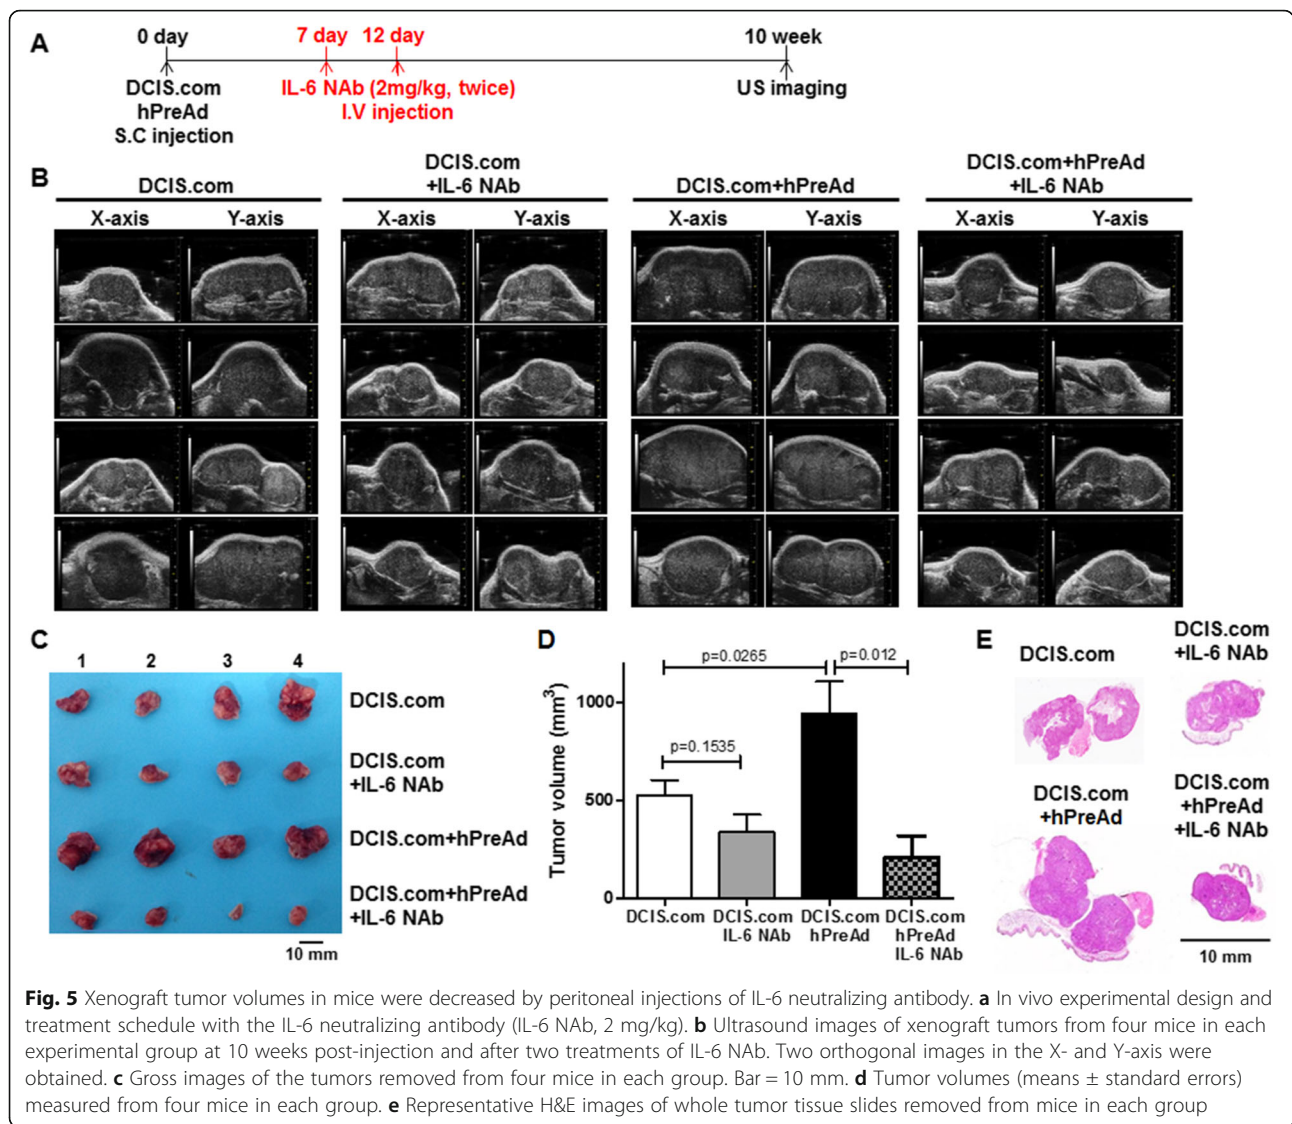 A
0 day
7 day
12 day
10 week
DCIS.com
hPreAd
S.C injection
IL-6 NAb (2mg/kg, twice)
I.V injection
US imaging
B
DCIS.com
DCIS.com
+IL-6 NAb
DCIS.com+hPreAd
DCIS.com+hPreAd
+IL-6 NAb
X-axis Y-axis X-axis Y-axis X-axis Y-axis X-axis Y-axis
C
1 2 3 4
DCIS.com
DCIS.com
+IL-6 NAb
DCIS.com+hPreAd
DCIS.com+hPreAd
+IL-6 NAb
10 mm
D
Tumor volume (mm³)
1000
500
0
p=0.0265
p=0.012
p=0.1535
DCIS.com
DCIS.com
IL-6 NAb
DCIS.com
hPreAd
DCIS.com
hPreAd
IL-6 NAb
E
DCIS.com
DCIS.com
+IL-6 NAb
DCIS.com
+hPreAd
DCIS.com
+hPreAd
+IL-6 NAb
10 mm
Fig. 5 Xenograft tumor volumes in mice were decreased by peritoneal injections of IL-6 neutralizing antibody. a In vivo experimental design and
treatment schedule with the IL-6 neutralizing antibody (IL-6 NAb, 2 mg/kg). b Ultrasound images of xenograft tumors from four mice in each
experimental group at 10 weeks post-injection and after two treatments of IL-6 NAb. Two orthogonal images in the X- and Y-axis were
obtained. c Gross images of the tumors removed from four mice in each group. Bar = 10 mm. d Tumor volumes (means ± standard errors)
measured from four mice in each group. e Representative H&E images of whole tumor tissue slides removed from mice in each group